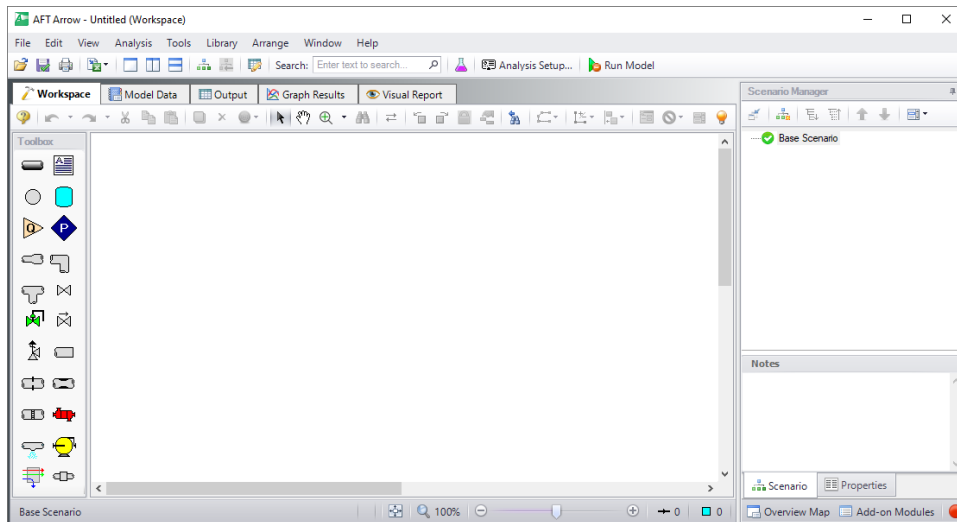 AFT Arrow - Untitled (Workspace)
File Edit View Analysis Tools Library Arrange Window Help
Search: Enter text to search... Analysis Setup... Run Model
Workspace Model Data Output Graph Results Visual Report
Scenario Manager
Toolbox
Base Scenario
A
Q P
Notes
Scenario Properties
Base Scenario 100% 0 0 Overview Map Add-on Modules